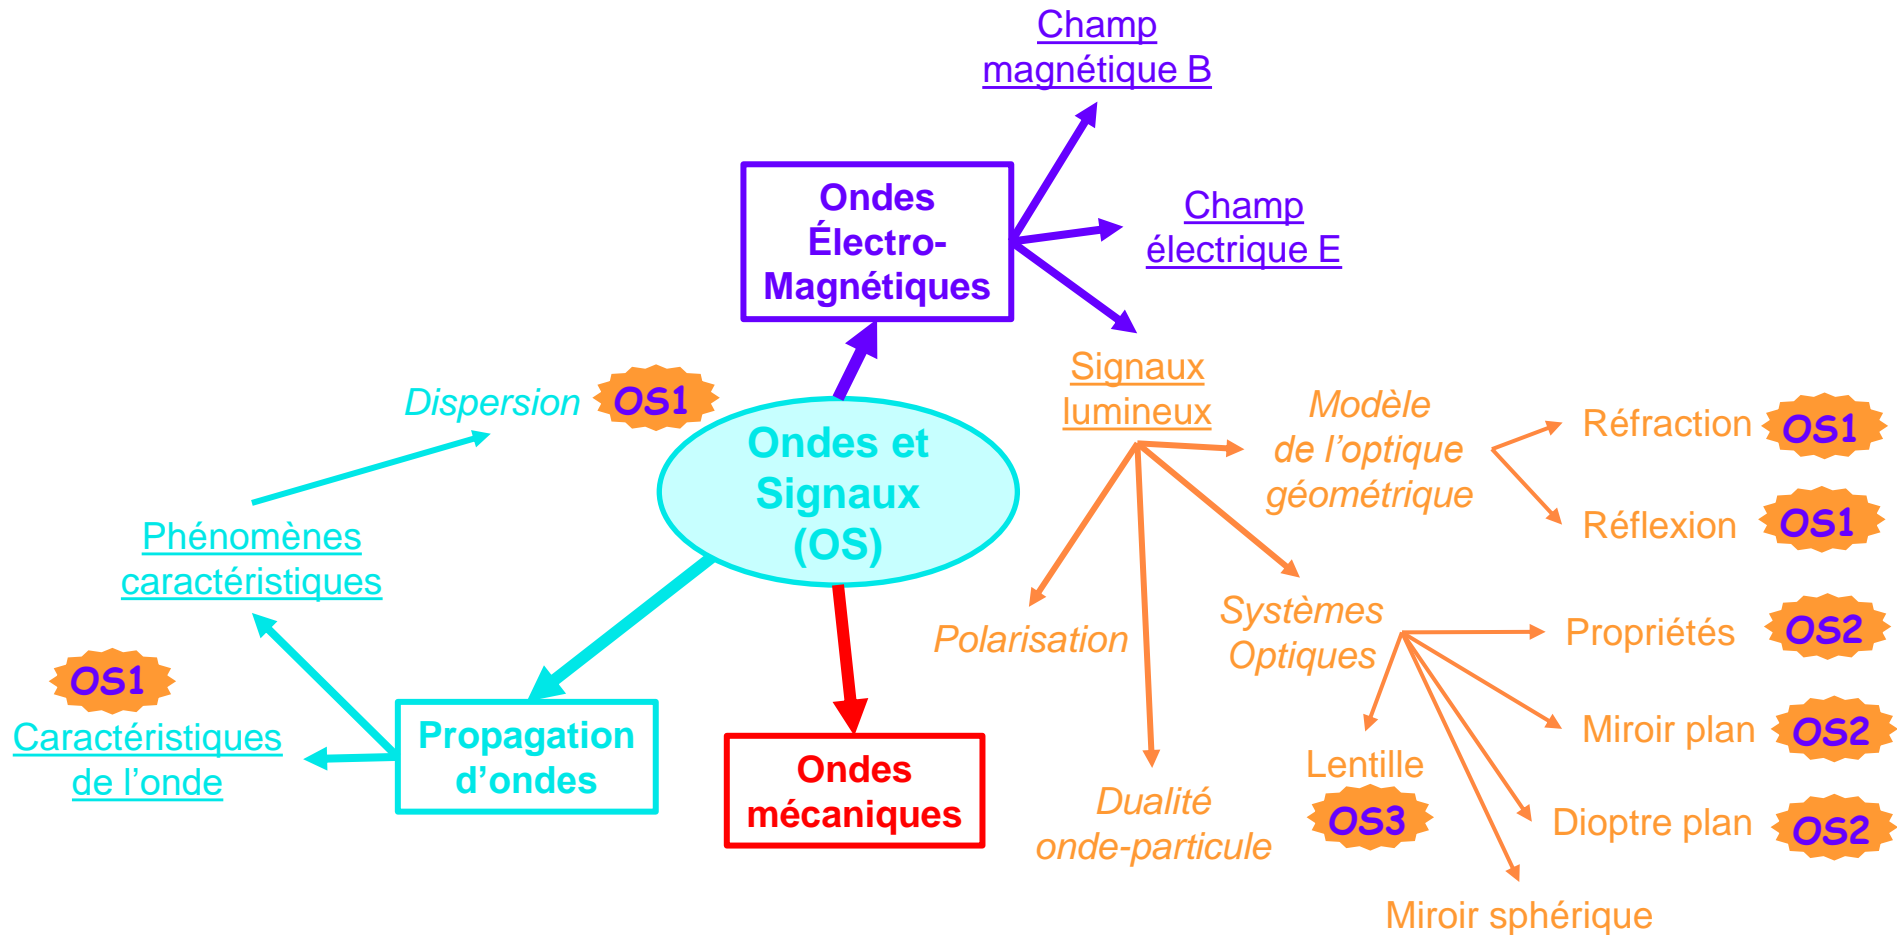 Champ
magnétique B
Ondes
Électro-
Magnétiques
Champ
électrique E
Signaux
lumineux
Dispersion
OS1
Ondes et
Signaux
(OS)
Modèle
de l’optique
géométrique
Réfraction
OS1
Réflexion
OS1
Phénomènes
caractéristiques
Polarisation
Systèmes
Optiques
Propriétés
OS2
OS1
Caractéristiques
de l’onde
Propagation
d’ondes
Ondes
mécaniques
Dualité
onde-particule
Lentille
OS3
Miroir plan
OS2
Dioptre plan
OS2
Miroir sphérique